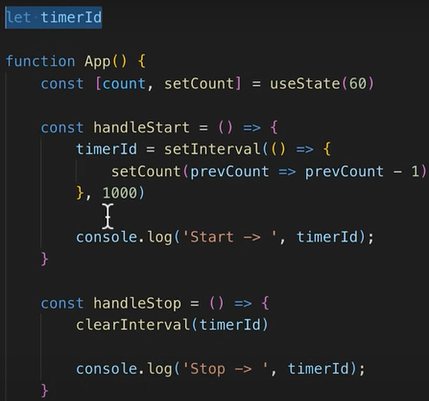 let timerId
function App() {
const [count, setCount] = useState(60)
const handleStart = () => {
timerId = setInterval(() => {
setCount(prevCount => prevCount - 1)
}, 1000)
console.log('Start -> ', timerId);
}
const handleStop = () => {
clearInterval(timerId)
console.log('Stop -> ', timerId);
}